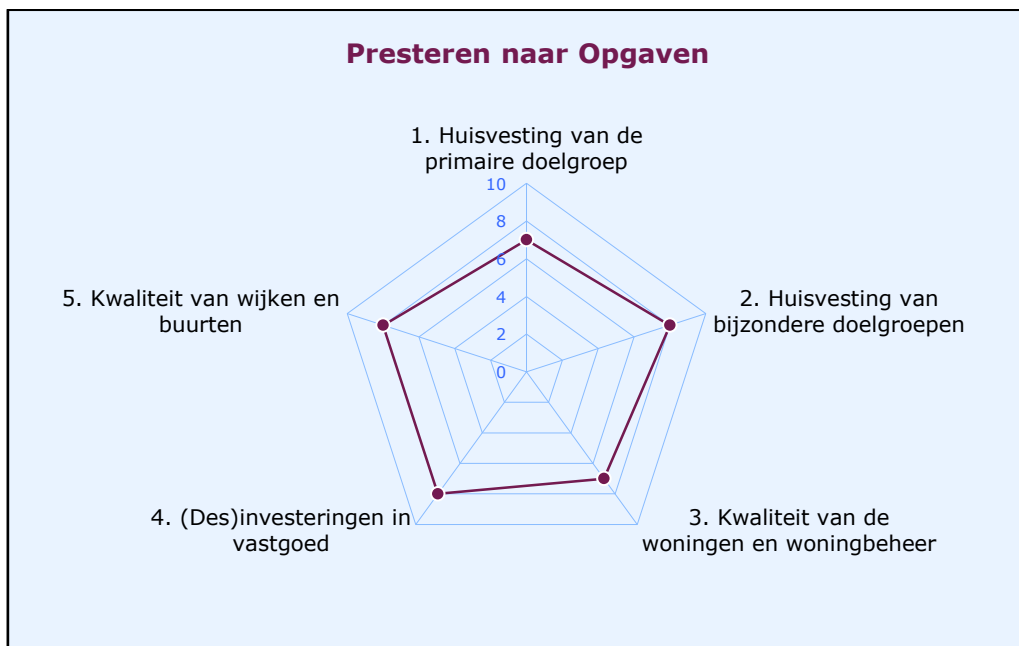 Presteren naar Opgaven
1. Huisvesting van de
primaire doelgroep
10
8
6
4
2
0
2. Huisvesting van
bijzondere doelgroepen
3. Kwaliteit van de
woningen en woningbeheer
4. (Des)investeringen in
vastgoed
5. Kwaliteit van wijken en
buurten